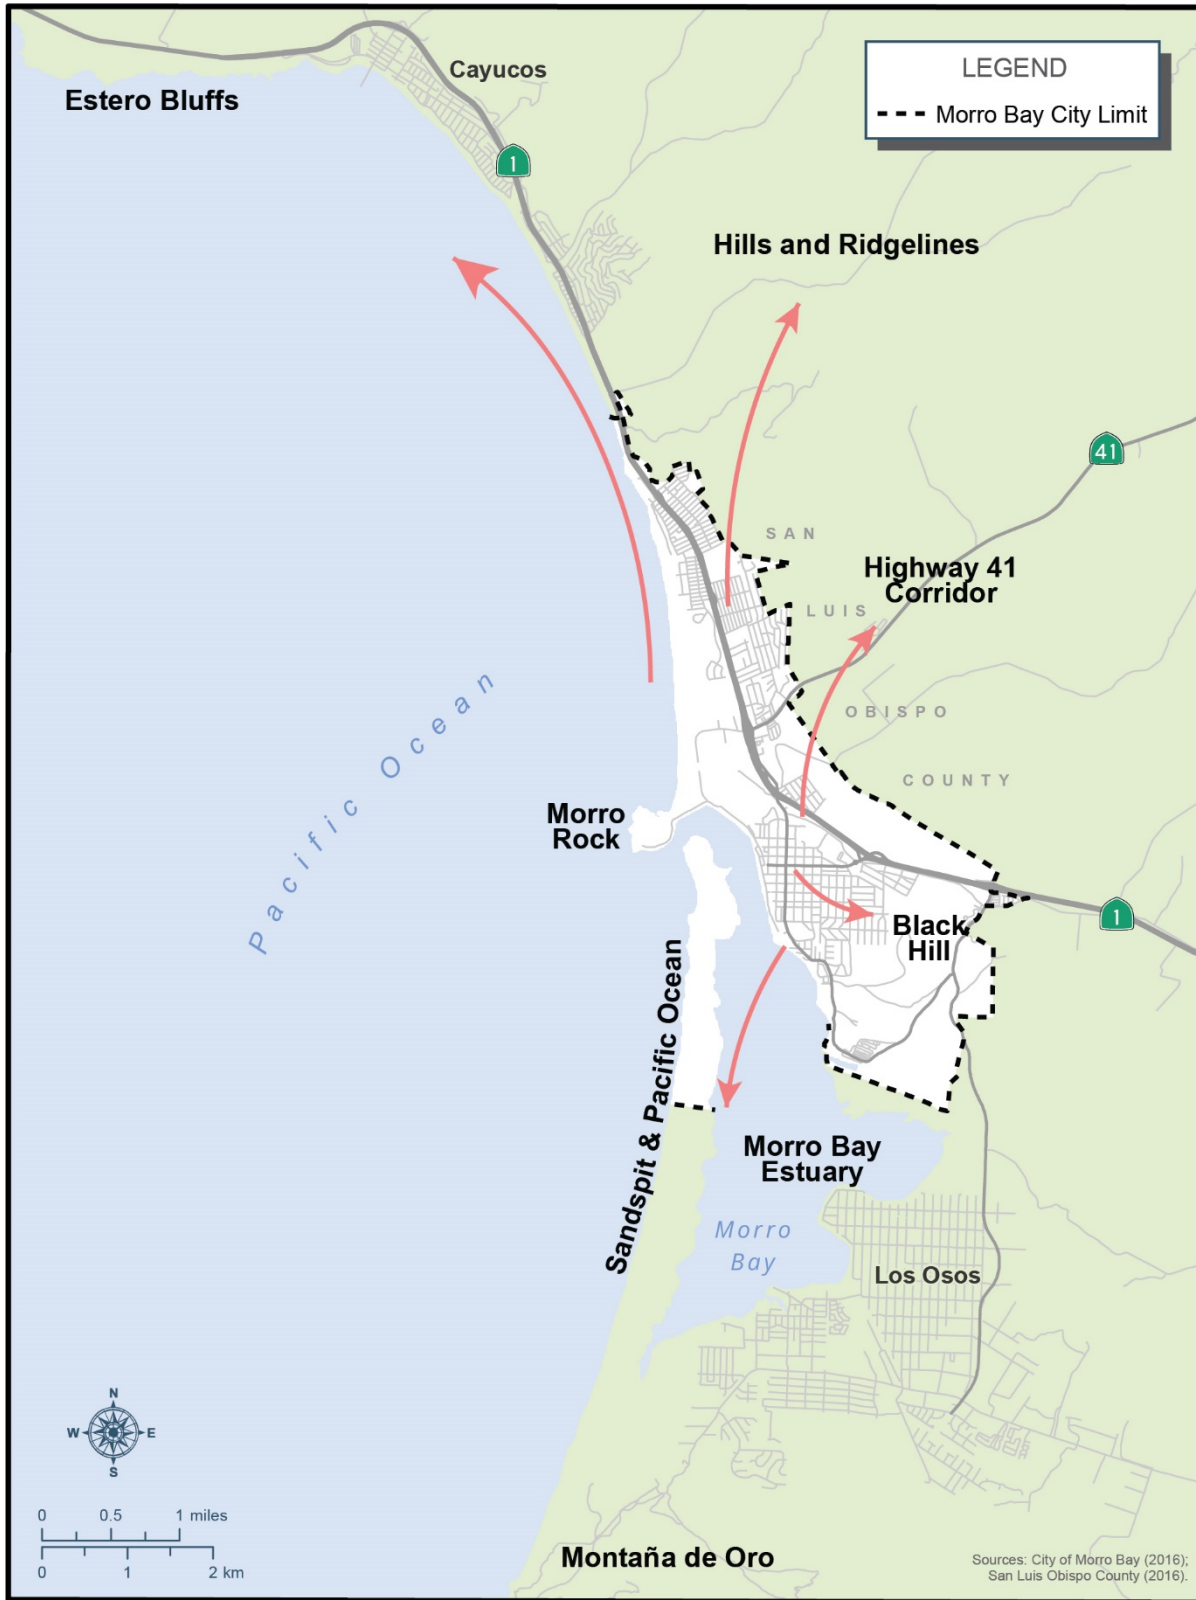 Cayucos
Estero Bluffs
LEGEND
Morro Bay City Limit
1
Hills and Ridgelines
41
SAN
LUIS
OBISPO
COUNTY
Highway 41
Corridor
Pacific Ocean
Morro
Rock
1
Black
Hill
Sandspit & Pacific Ocean
Morro Bay
Estuary
Morro
Bay
Los Osos
N
W
E
S
0 0.5 1 miles
0 1 2 km
Montaña de Oro
Sources: City of Morro Bay (2016);
San Luis Obispo County (2016).